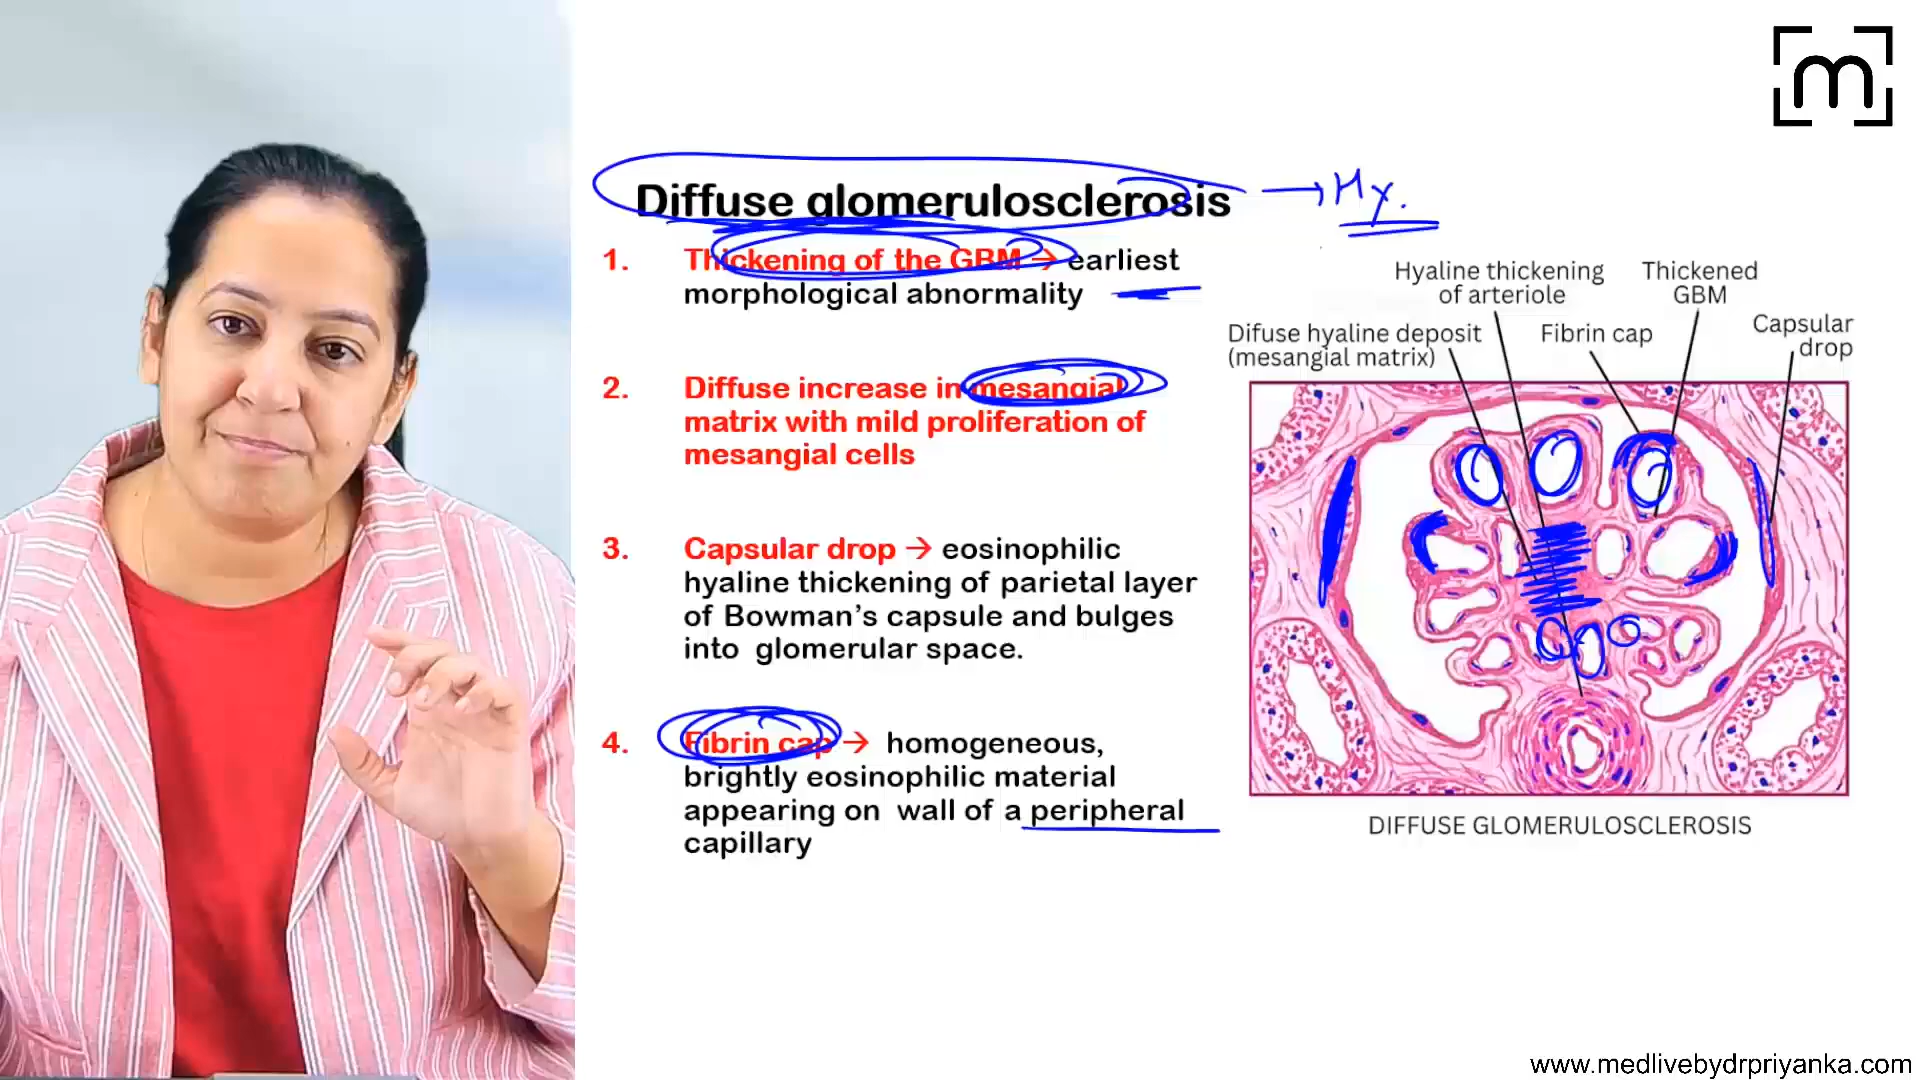 m
Diffuse glomerulosclerosis → Hx.
1. Thickening of the GBM → earliest
morphological abnormality
2. Diffuse increase in mesangial
matrix with mild proliferation of
mesangial cells
3. Capsular drop → eosinophilic
hyaline thickening of parietal layer
of Bowman's capsule and bulges
into glomerular space.
4. Fibrin cap → homogeneous,
brightly eosinophilic material
appearing on wall of a peripheral
capillary
Hyaline thickening
of arteriole
Thickened
GBM
Difuse hyaline deposit
(mesangial matrix)
Fibrin cap
Capsular
drop
DIFFUSE GLOMERULOSCLEROSIS
www.medlivebydrpriyanka.com